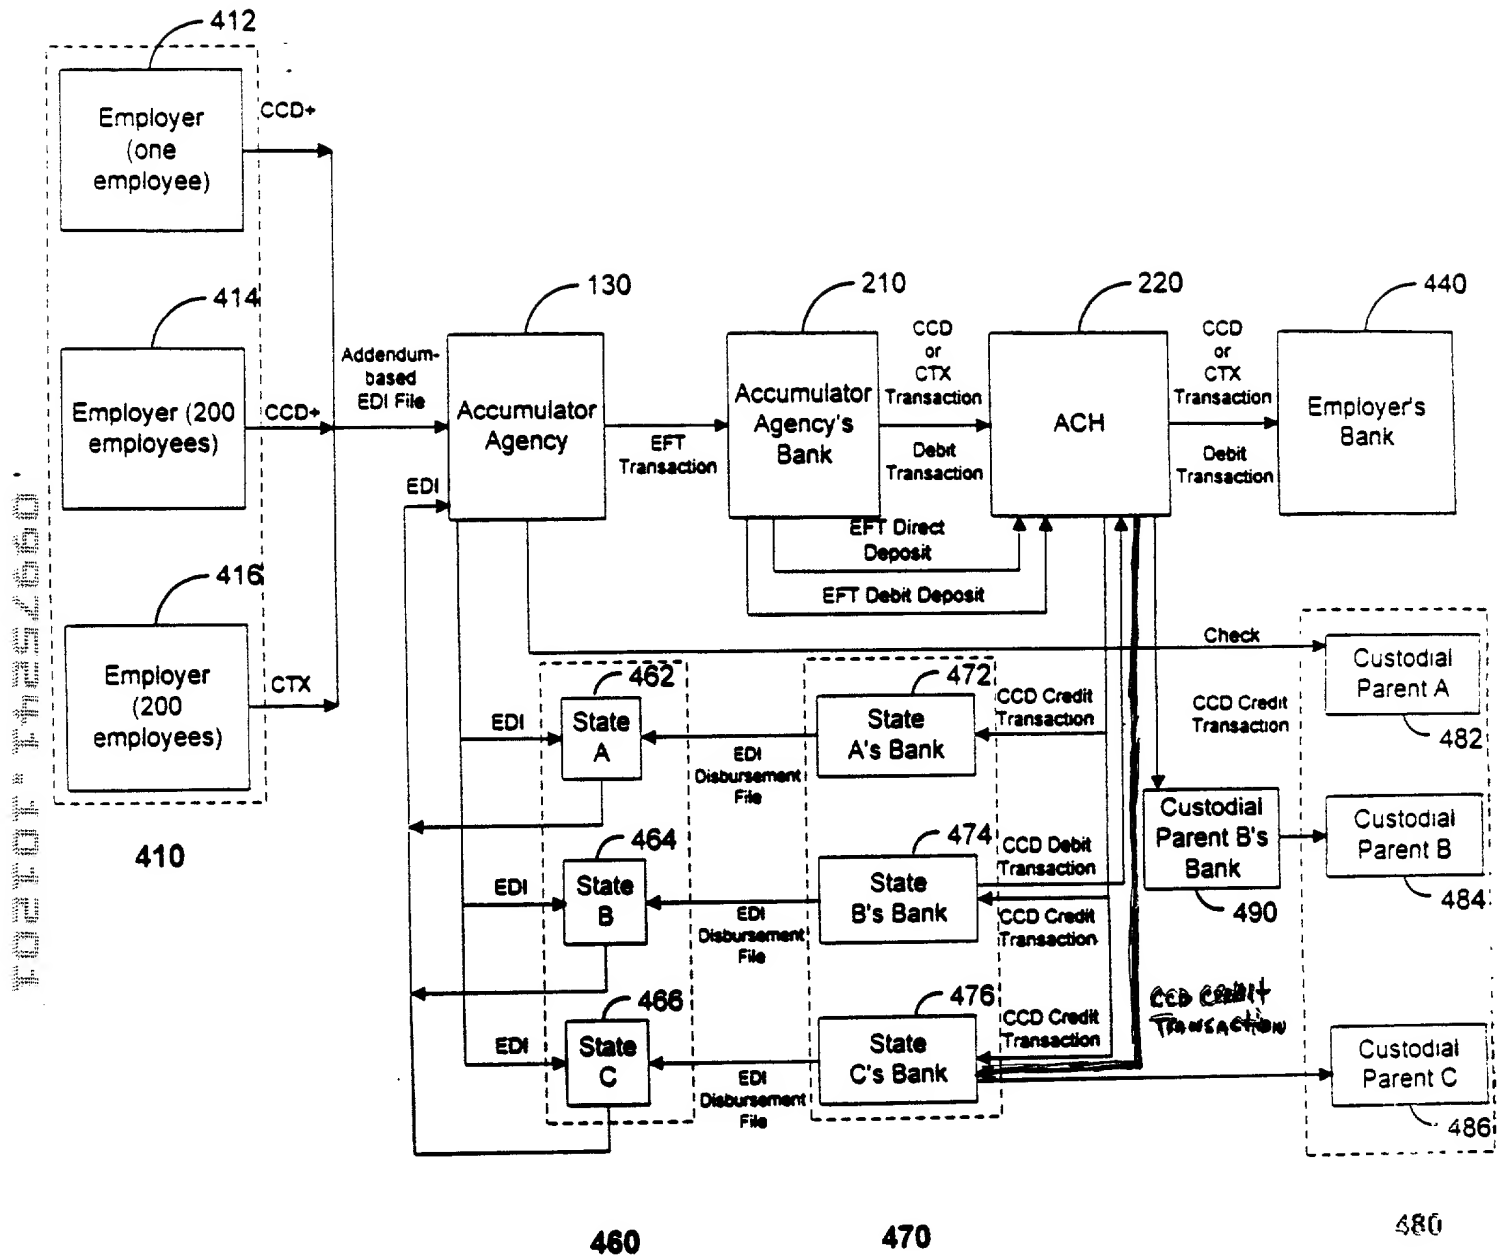 412
Employer
(one
employee)
CCD+
414
Employer (200
employees)
CCD+
416
Employer
(200
employees)
CTX
410
Addendum-
based
EDI File
EDI
130
Accumulator
Agency
EFT
Transaction
210
Accumulator
Agency's
Bank
CCD
or
CTX
Transaction
Debit
Transaction
220
ACH
CCD
or
CTX
Transaction
Debit
Transaction
440
Employer's
Bank
EFT Direct
Deposit
EFT Debit Deposit
Check
462
State
A
EDI
EDI
Disbursement
File
472
State
A's Bank
CCD Credit
Transaction
CCD Credit
Transaction
Custodial
Parent A
482
464
State
B
EDI
EDI
Disbursement
File
474
State
B's Bank
CCD Debit
Transaction
CCD Credit
Transaction
Custodial
Parent B's
Bank
490
Custodial
Parent B
484
466
State
C
EDI
EDI
Disbursement
File
476
State
C's Bank
CCD Credit
Transaction
CCD CREDIT
TRANSACTION
Custodial
Parent C
486
460
470
480